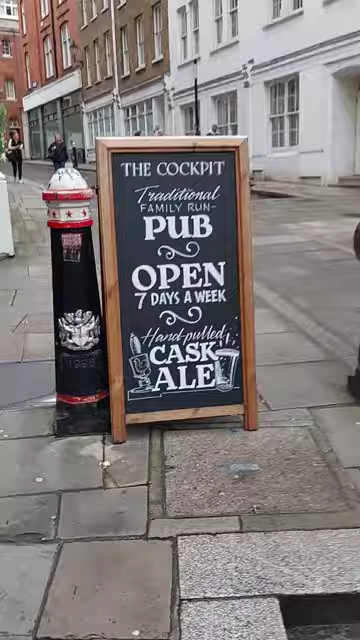 THE COCKPIT
Traditional
FAMILY RUN-
PUB
OPEN
7 DAYS A WEEK
Hand-pulled
CASK
ALE